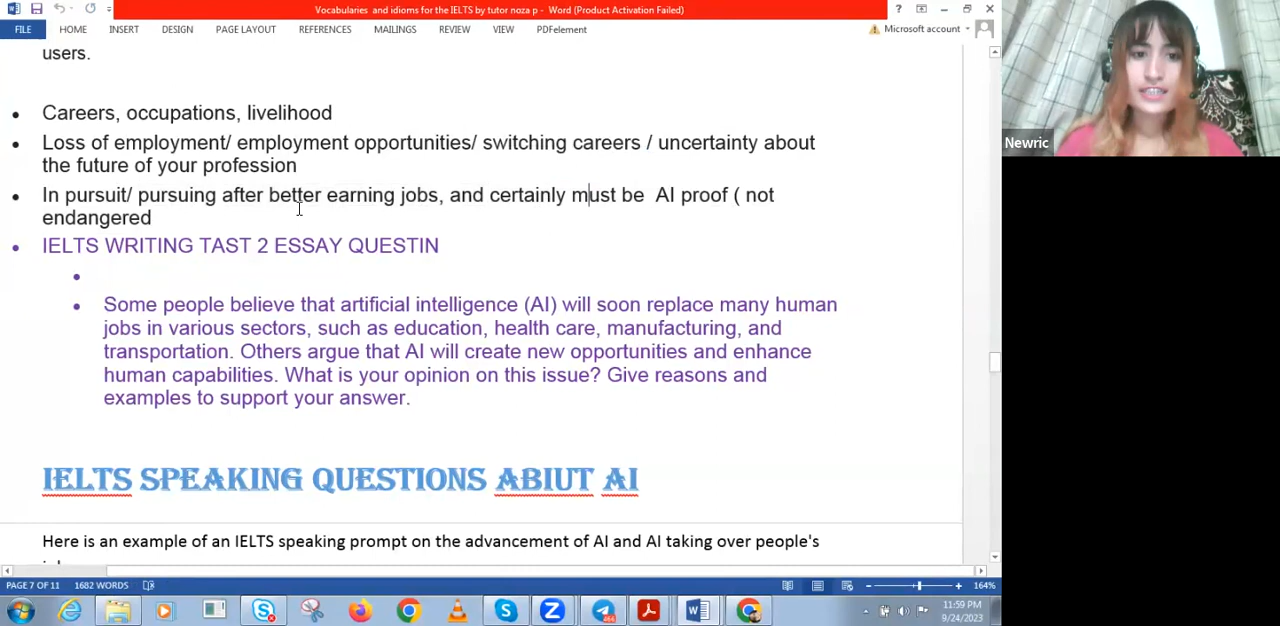 Vocabularies and idioms for the IELTS by tutor noza p - Word (Product Activation Failed)
FILE HOME INSERT DESIGN PAGE LAYOUT REFERENCES MAILINGS REVIEW VIEW PDFelement Microsoft account
users.
Careers, occupations, livelihood
Loss of employment/ employment opportunities/ switching careers / uncertainty about
the future of your profession
In pursuit/ pursuing after better earning jobs, and certainly must be AI proof ( not
endangered
IELTS WRITING TAST 2 ESSAY QUESTIN
Some people believe that artificial intelligence (AI) will soon replace many human
jobs in various sectors, such as education, health care, manufacturing, and
transportation. Others argue that AI will create new opportunities and enhance
human capabilities. What is your opinion on this issue? Give reasons and
examples to support your answer.
IELTS SPEAKING QUESTIONS ABIUT AI
Here is an example of an IELTS speaking prompt on the advancement of AI and AI taking over people's
PAGE 7 OF 11 1682 WORDS 164%
11:59 PM
9/24/2023
Newric